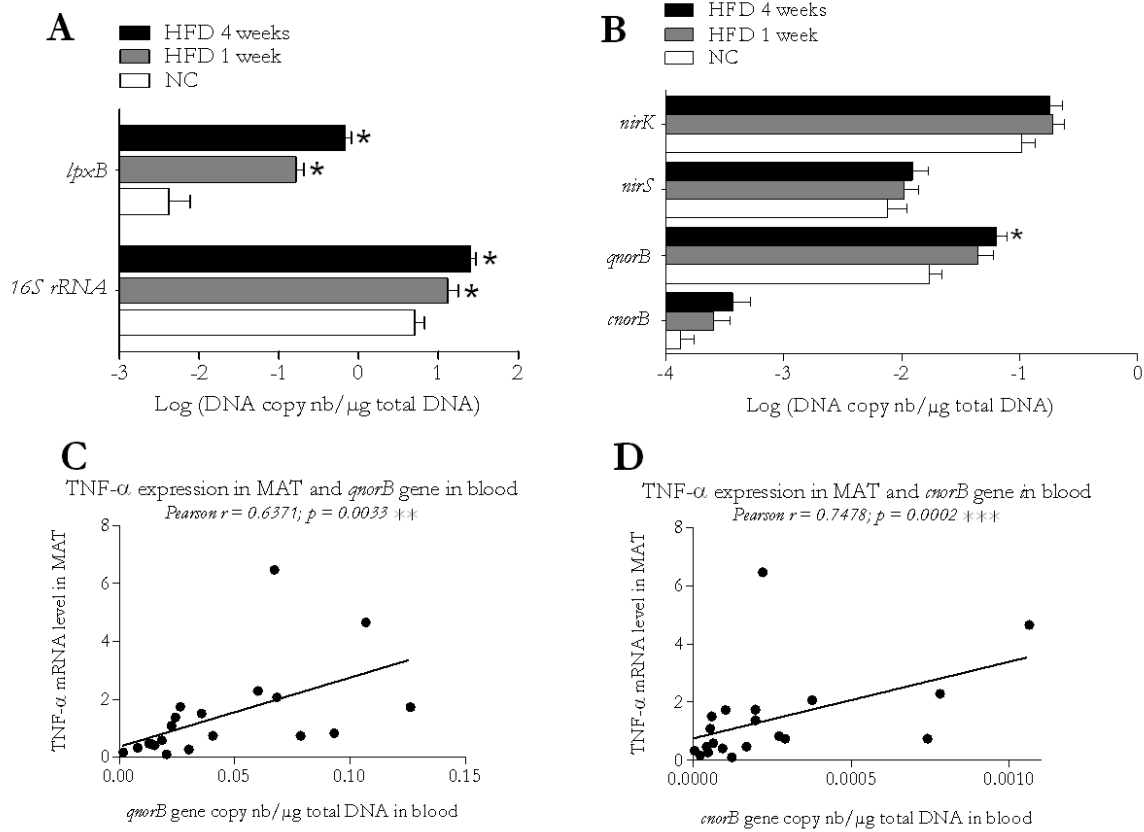 A
HFD 4 weeks
HFD 1 week
NC
lpxB
*
*
16S rRNA
*
*
-3 -2 -1 0 1 2
Log (DNA copy nb/µg total DNA)
B
HFD 4 weeks
HFD 1 week
NC
nirK
nirS
qnorB
*
cnorB
-4 -3 -2 -1 0
Log (DNA copy nb/µg total DNA)
C
TNF-α expression in MAT and qnorB gene in blood
Pearson r = 0.6371; p = 0.0033 **
TNF-α mRNA level in MAT
8
6
4
2
0
0.00 0.05 0.10 0.15
qnorB gene copy nb/µg total DNA in blood
D
TNF-α expression in MAT and cnorB gene in blood
Pearson r = 0.7478; p = 0.0002 ***
TNF-α mRNA level in MAT
8
6
4
2
0
0.0000 0.0005 0.0010
cnorB gene copy nb/µg total DNA in blood